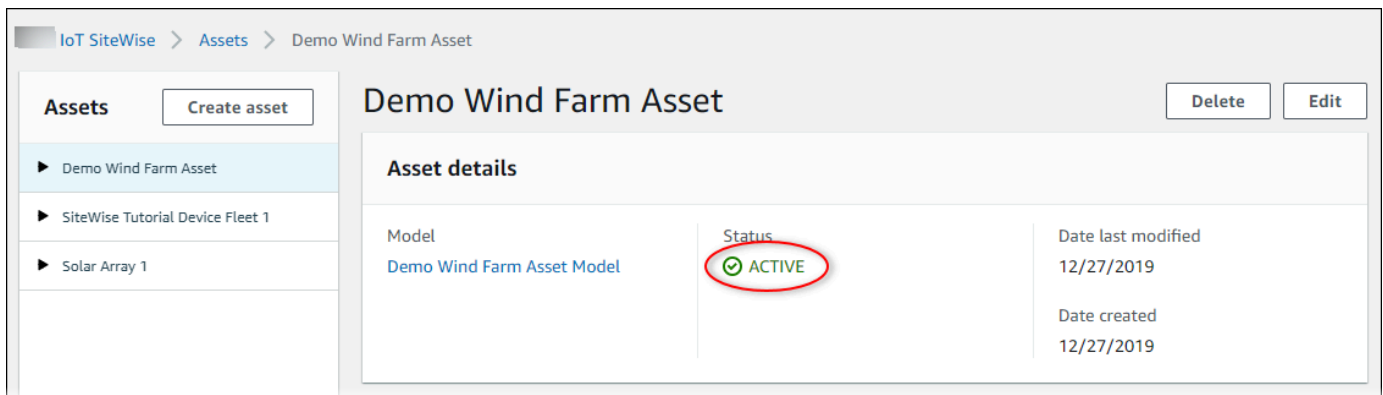 IoT SiteWise > Assets > Demo Wind Farm Asset
Assets
Create asset
Demo Wind Farm Asset
SiteWise Tutorial Device Fleet 1
Solar Array 1
Demo Wind Farm Asset
Delete
Edit
Asset details
Model
Demo Wind Farm Asset Model
Status
ACTIVE
Date last modified
12/27/2019
Date created
12/27/2019